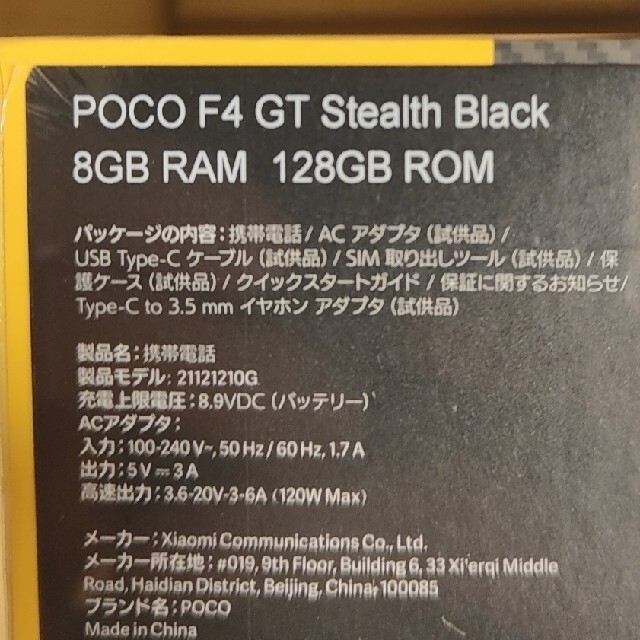 POCO F4 GT Stealth Black
8GB RAM 128GB ROM
パッケージの内容：携帯電話 / AC アダプタ（試供品）/
USB Type-C ケーブル（試供品）/ SIM 取り出しツール（試供品）/ 保
護ケース（試供品）/ クイックスタートガイド / 保証に関するお知らせ/
Type-C to 3.5 mm イヤホン アダプタ（試供品）
製品名：携帯電話
製品モデル: 21121210G
充電上限電圧：8.9VDC（バッテリー）
ACアダプタ：
入力：100-240 V~, 50 Hz / 60 Hz, 1.7 A
出力：5 V⎓3 A
高速出力：3.6-20V⎓3-6A（120W Max）
メーカー：Xiaomi Communications Co., Ltd.
メーカー所在地：#019, 9th Floor, Building 6, 33 Xi'erqi Middle
Road, Haidian District, Beijing, China, 100085
ブランド名：POCO
Made in China